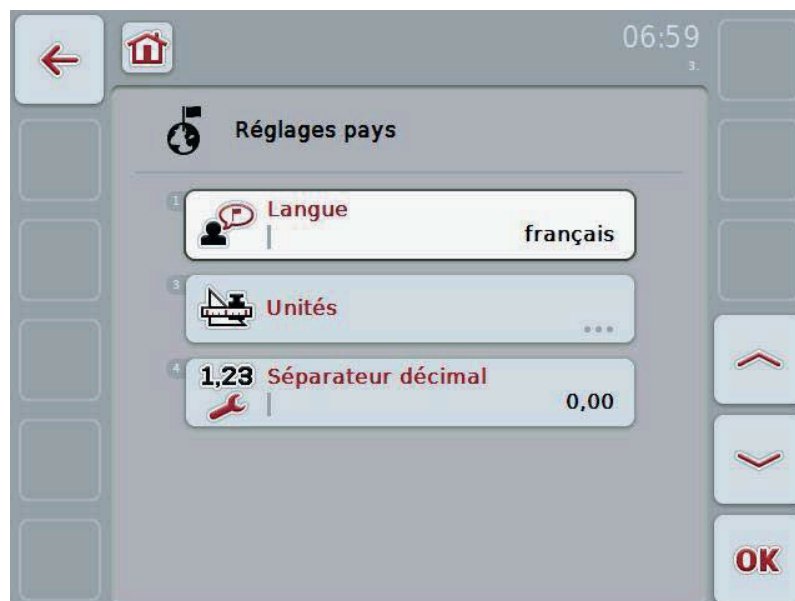 06:59
3.
Réglages pays
1
Langue
français
3
Unités
...
4
1,23
Séparateur décimal
0,00
OK